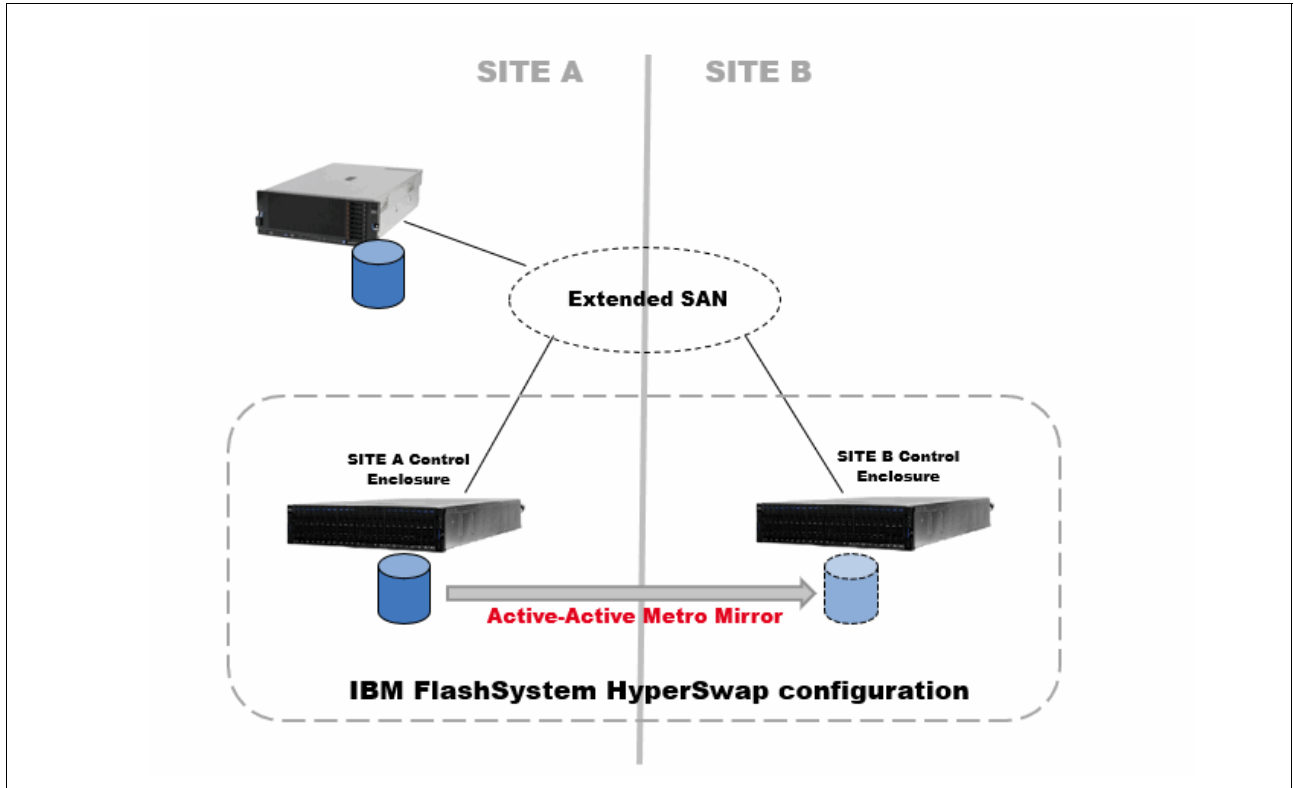 SITE A
SITE B
Extended SAN
SITE A Control
Enclosure
SITE B Control
Enclosure
Active-Active Metro Mirror
IBM FlashSystem HyperSwap configuration